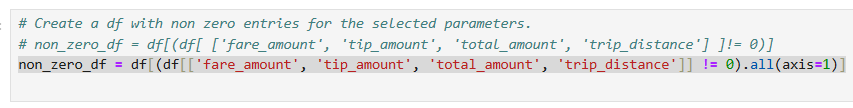 # Create a df with non zero entries for the selected parameters.
# non_zero_df = df[(df[ ['fare_amount', 'tip_amount', 'total_amount', 'trip_distance'] ]!= 0)]
non_zero_df = df[(df[['fare_amount', 'tip_amount', 'total_amount', 'trip_distance']] != 0).all(axis=1)]